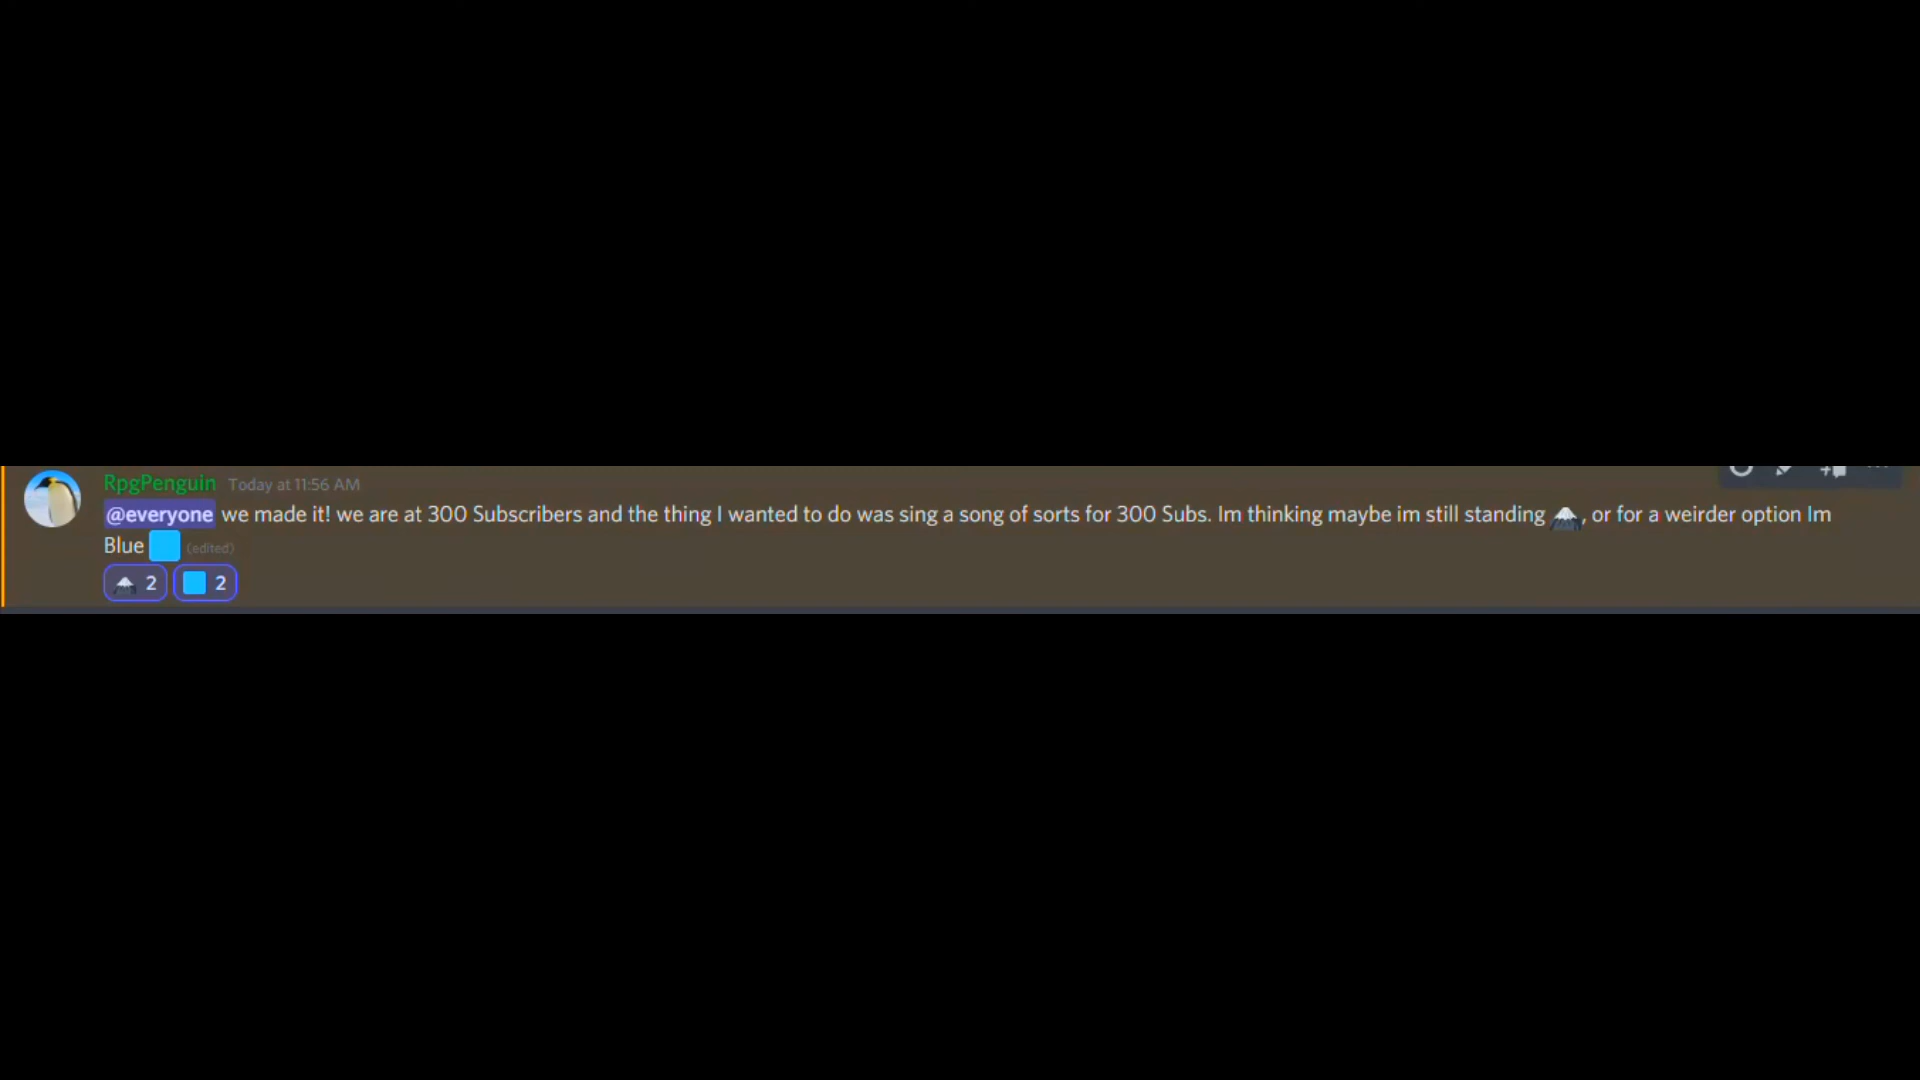 RpgPenguin Today at 11:56 AM
@everyone we made it! we are at 300 Subscribers and the thing I wanted to do was sing a song of sorts for 300 Subs. Im thinking maybe im still standing 🗻, or for a weirder option Im
Blue 🟦 (edited)
🗻 2 🟦 2